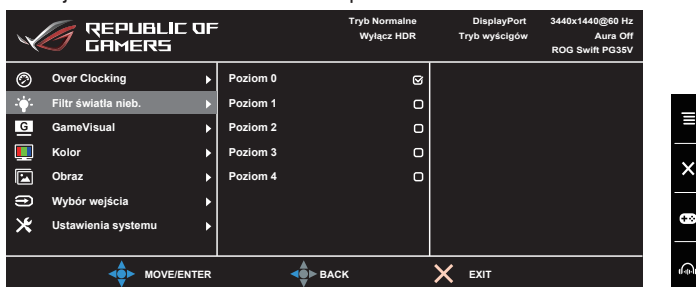 REPUBLIC OF
GAMERS
Tryb Normalne
Wyłącz HDR
DisplayPort
Tryb wyścigów
3440x1440@60 Hz
Aura Off
ROG Swift PG35V
Over Clocking
Poziom 0
Filtr światła nieb.
Poziom 1
G
GameVisual
Poziom 2
Kolor
Poziom 3
Obraz
Poziom 4
Wybór wejścia
Ustawienia systemu
MOVE/ENTER
BACK
EXIT